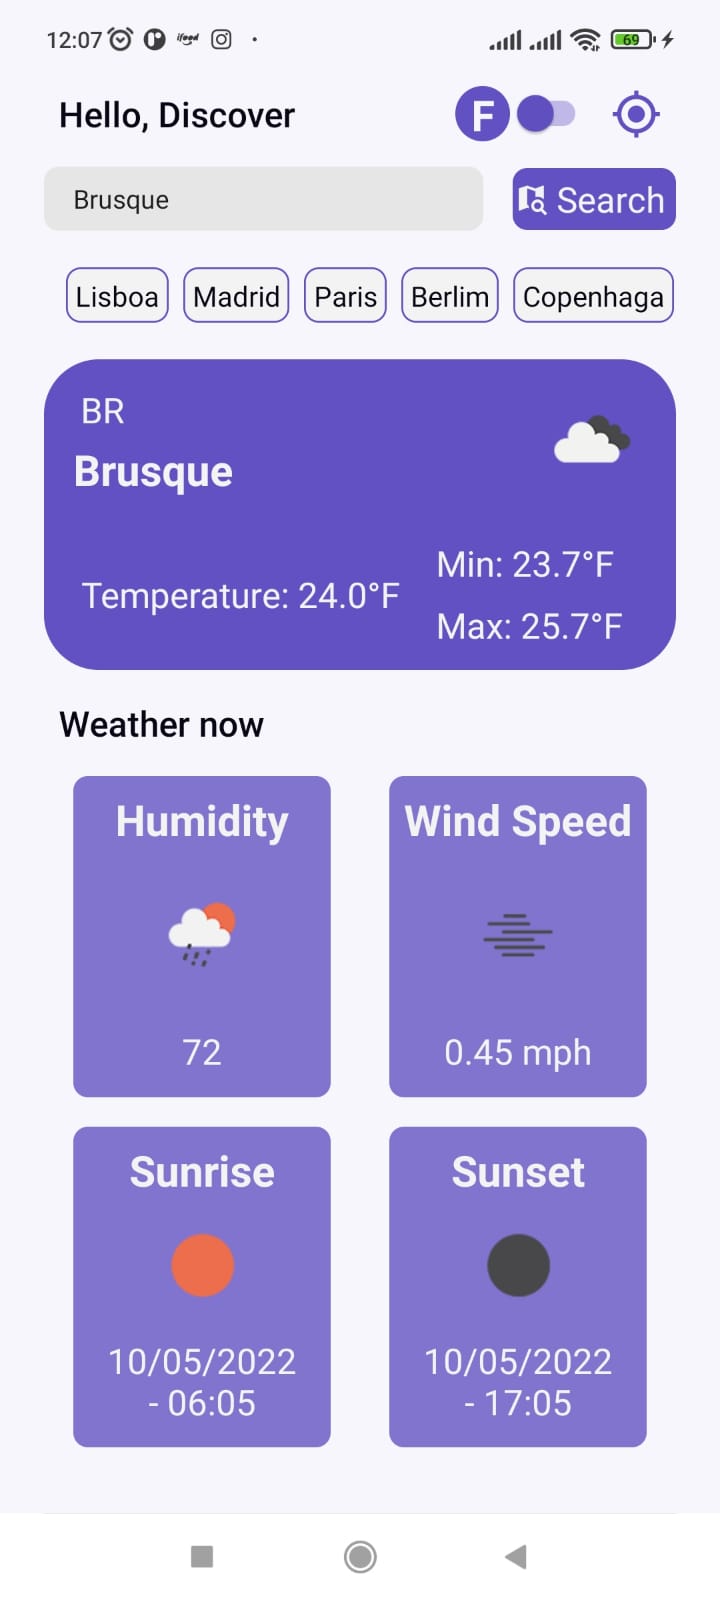 12:07 ifood 69
Hello, Discover F
Brusque Search
Lisboa Madrid Paris Berlim Copenhaga
BR
Brusque
Temperature: 24.0°F
Min: 23.7°F
Max: 25.7°F
Weather now
Humidity
72
Wind Speed
0.45 mph
Sunrise
10/05/2022
- 06:05
Sunset
10/05/2022
- 17:05